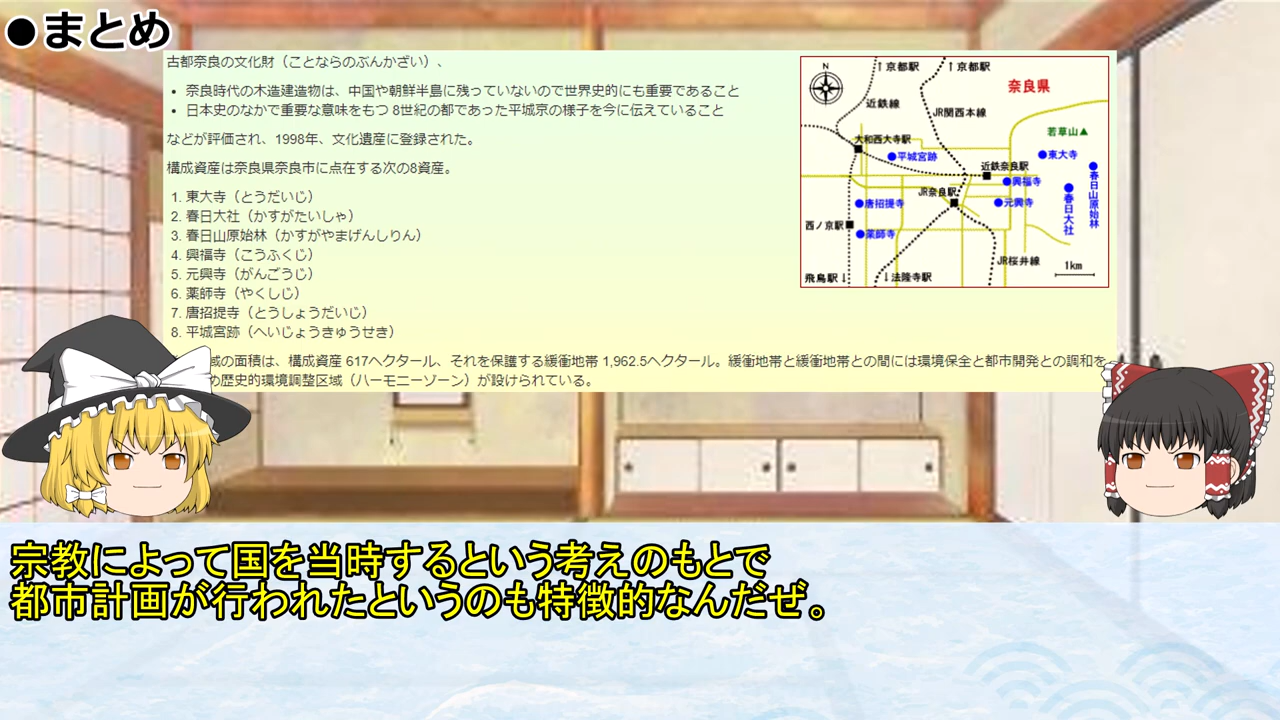 ●まとめ
古都奈良の文化財（ことならのぶんかざい）、
• 奈良時代の木造建造物は、中国や朝鮮半島に残っていないので世界史的にも重要であること
• 日本史のなかで重要な意味をもつ 8世紀の都であった平城京の様子を今に伝えていること
などが評価され、1998年、文化遺産に登録された。
構成資産は奈良県奈良市に点在する次の8資産。
1. 東大寺（とうだいじ）
2. 春日大社（かすがたいしゃ）
3. 春日山原始林（かすがやまげんしりん）
4. 興福寺（こうふくじ）
5. 元興寺（がんごうじ）
6. 薬師寺（やくしじ）
7. 唐招提寺（とうしょうだいじ）
8. 平城宮跡（へいじょうきゅうせき）
域の面積は、構成資産 617ヘクタール、それを保護する緩衝地帯 1,962.5ヘクタール。緩衝地帯と緩衝地帯との間には環境保全と都市開発との調和を
め歴史的環境調整区域（ハーモニーゾーン）が設けられている。
N
↑京都駅
↑京都駅
奈良県
近鉄線
JR関西本線
若草山▲
大和西大寺駅
●平城宮跡
●東大寺
近鉄奈良駅
●興福寺
●春日山原始林
JR奈良駅
●元興寺
●春日大社
●唐招提寺
西ノ京駅
●薬師寺
JR桜井線
1km
飛鳥駅↓
↓法隆寺駅
宗教によって国を当時するという考えのもとで
都市計画が行われたというのも特徴的なんだぜ。